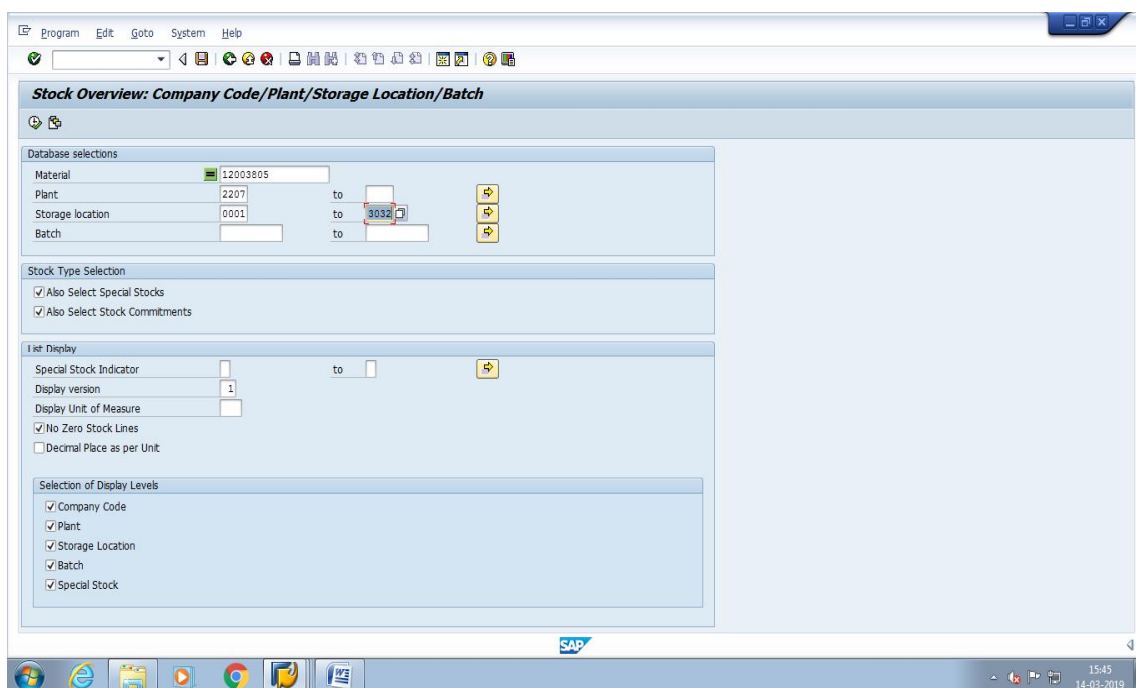 Program Edit Goto System Help
Stock Overview: Company Code/Plant/Storage Location/Batch
Database selections
Material 12003805
Plant 2207 to
Storage location 0001 to 3032
Batch to
Stock Type Selection
Also Select Special Stocks
Also Select Stock Commitments
List Display
Special Stock Indicator to
Display version 1
Display Unit of Measure
No Zero Stock Lines
Decimal Place as per Unit
Selection of Display Levels
Company Code
Plant
Storage Location
Batch
Special Stock
SAP
15:45
14-03-2019